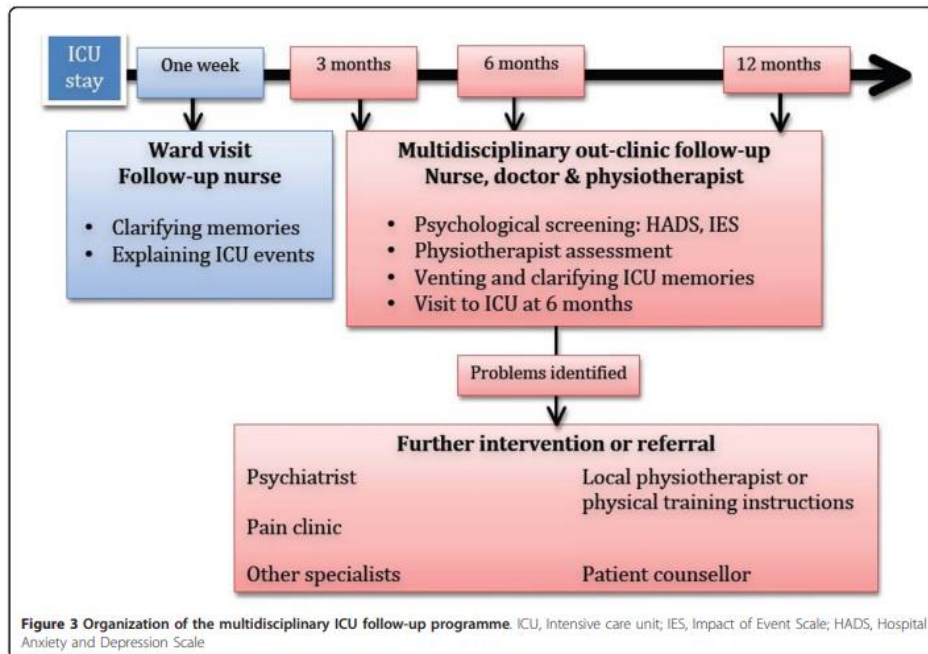 ICU
stay
One week
3 months
6 months
12 months
Ward visit
Follow-up nurse
• Clarifying memories
• Explaining ICU events
Multidisciplinary out-clinic follow-up
Nurse, doctor & physiotherapist
• Psychological screening: HADS, IES
• Physiotherapist assessment
• Venting and clarifying ICU memories
• Visit to ICU at 6 months
Problems identified
Further intervention or referral
Psychiatrist
Pain clinic
Other specialists
Local physiotherapist or
physical training instructions
Patient counsellor
Figure 3 Organization of the multidisciplinary ICU follow-up programme. ICU, Intensive care unit; IES, Impact of Event Scale; HADS, Hospital
Anxiety and Depression Scale